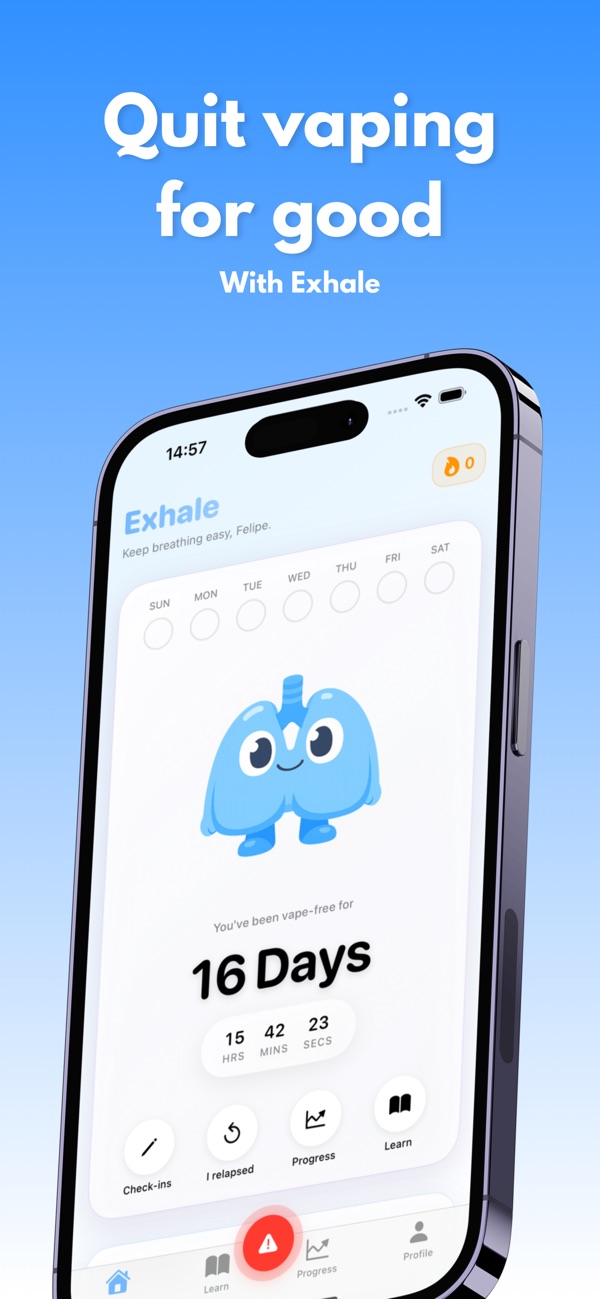 Quit vaping
for good
With Exhale
14:57
0
Exhale
Keep breathing easy, Felipe.
SUN MON TUE WED THU FRI SAT
You've been vape-free for
16 Days
15 42 23
HRS MINS SECS
Check-ins I relapsed Progress Learn
Learn Progress Profile